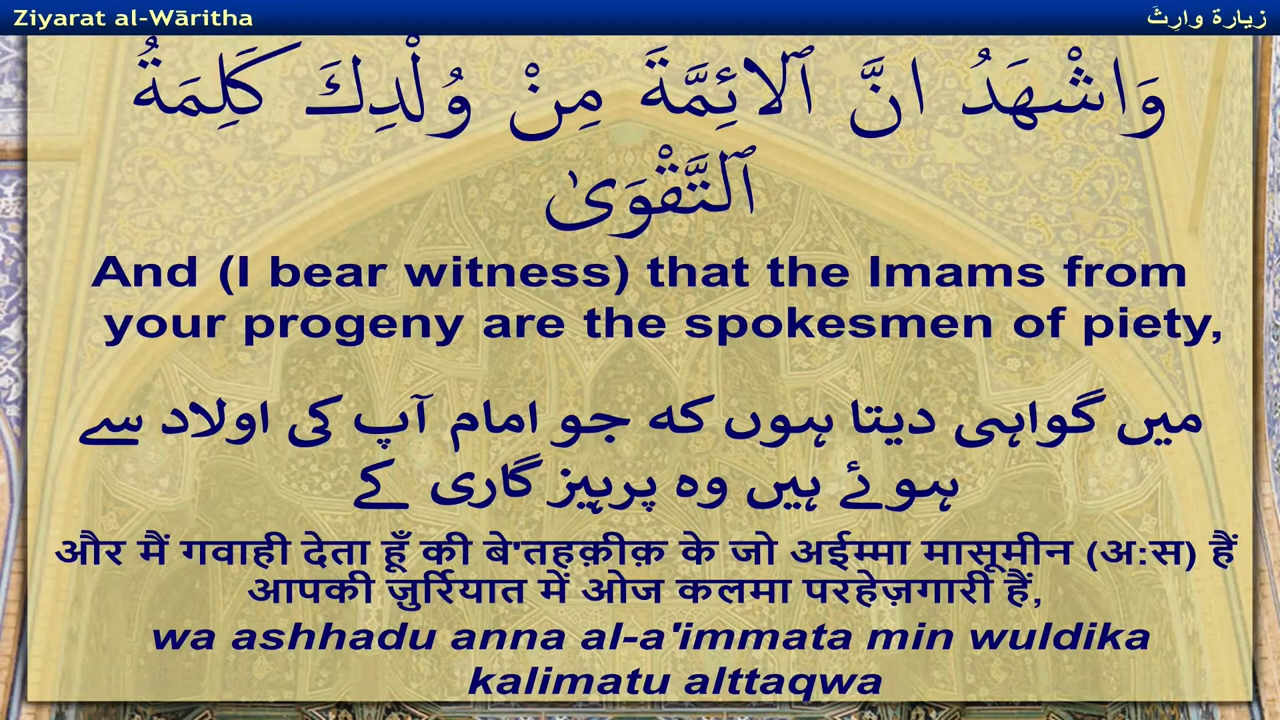 Ziyarat al-Wāritha
زيارة وارِثَ
وَاشْهَدُ انَّ ٱلائِمَّةَ مِنْ وُلْدِكَ كَلِمَةُ
ٱلتَّقْوَىٰ
And (I bear witness) that the Imams from
your progeny are the spokesmen of piety,
میں گواہی دیتا ہوں کہ جو امام آپ کی اولاد سے
ہوئے ہیں وہ پرہیز گاری کے
और मैं गवाही देता हूँ की बे'तहक़ीक़ के जो अईम्मा मासूमीन (अ:स) हैं
आपकी ज़ुर्रियात में ओज कलमा परहेज़गारी हैं,
wa ashhadu anna al-a'immata min wuldika
kalimatu alttaqwa